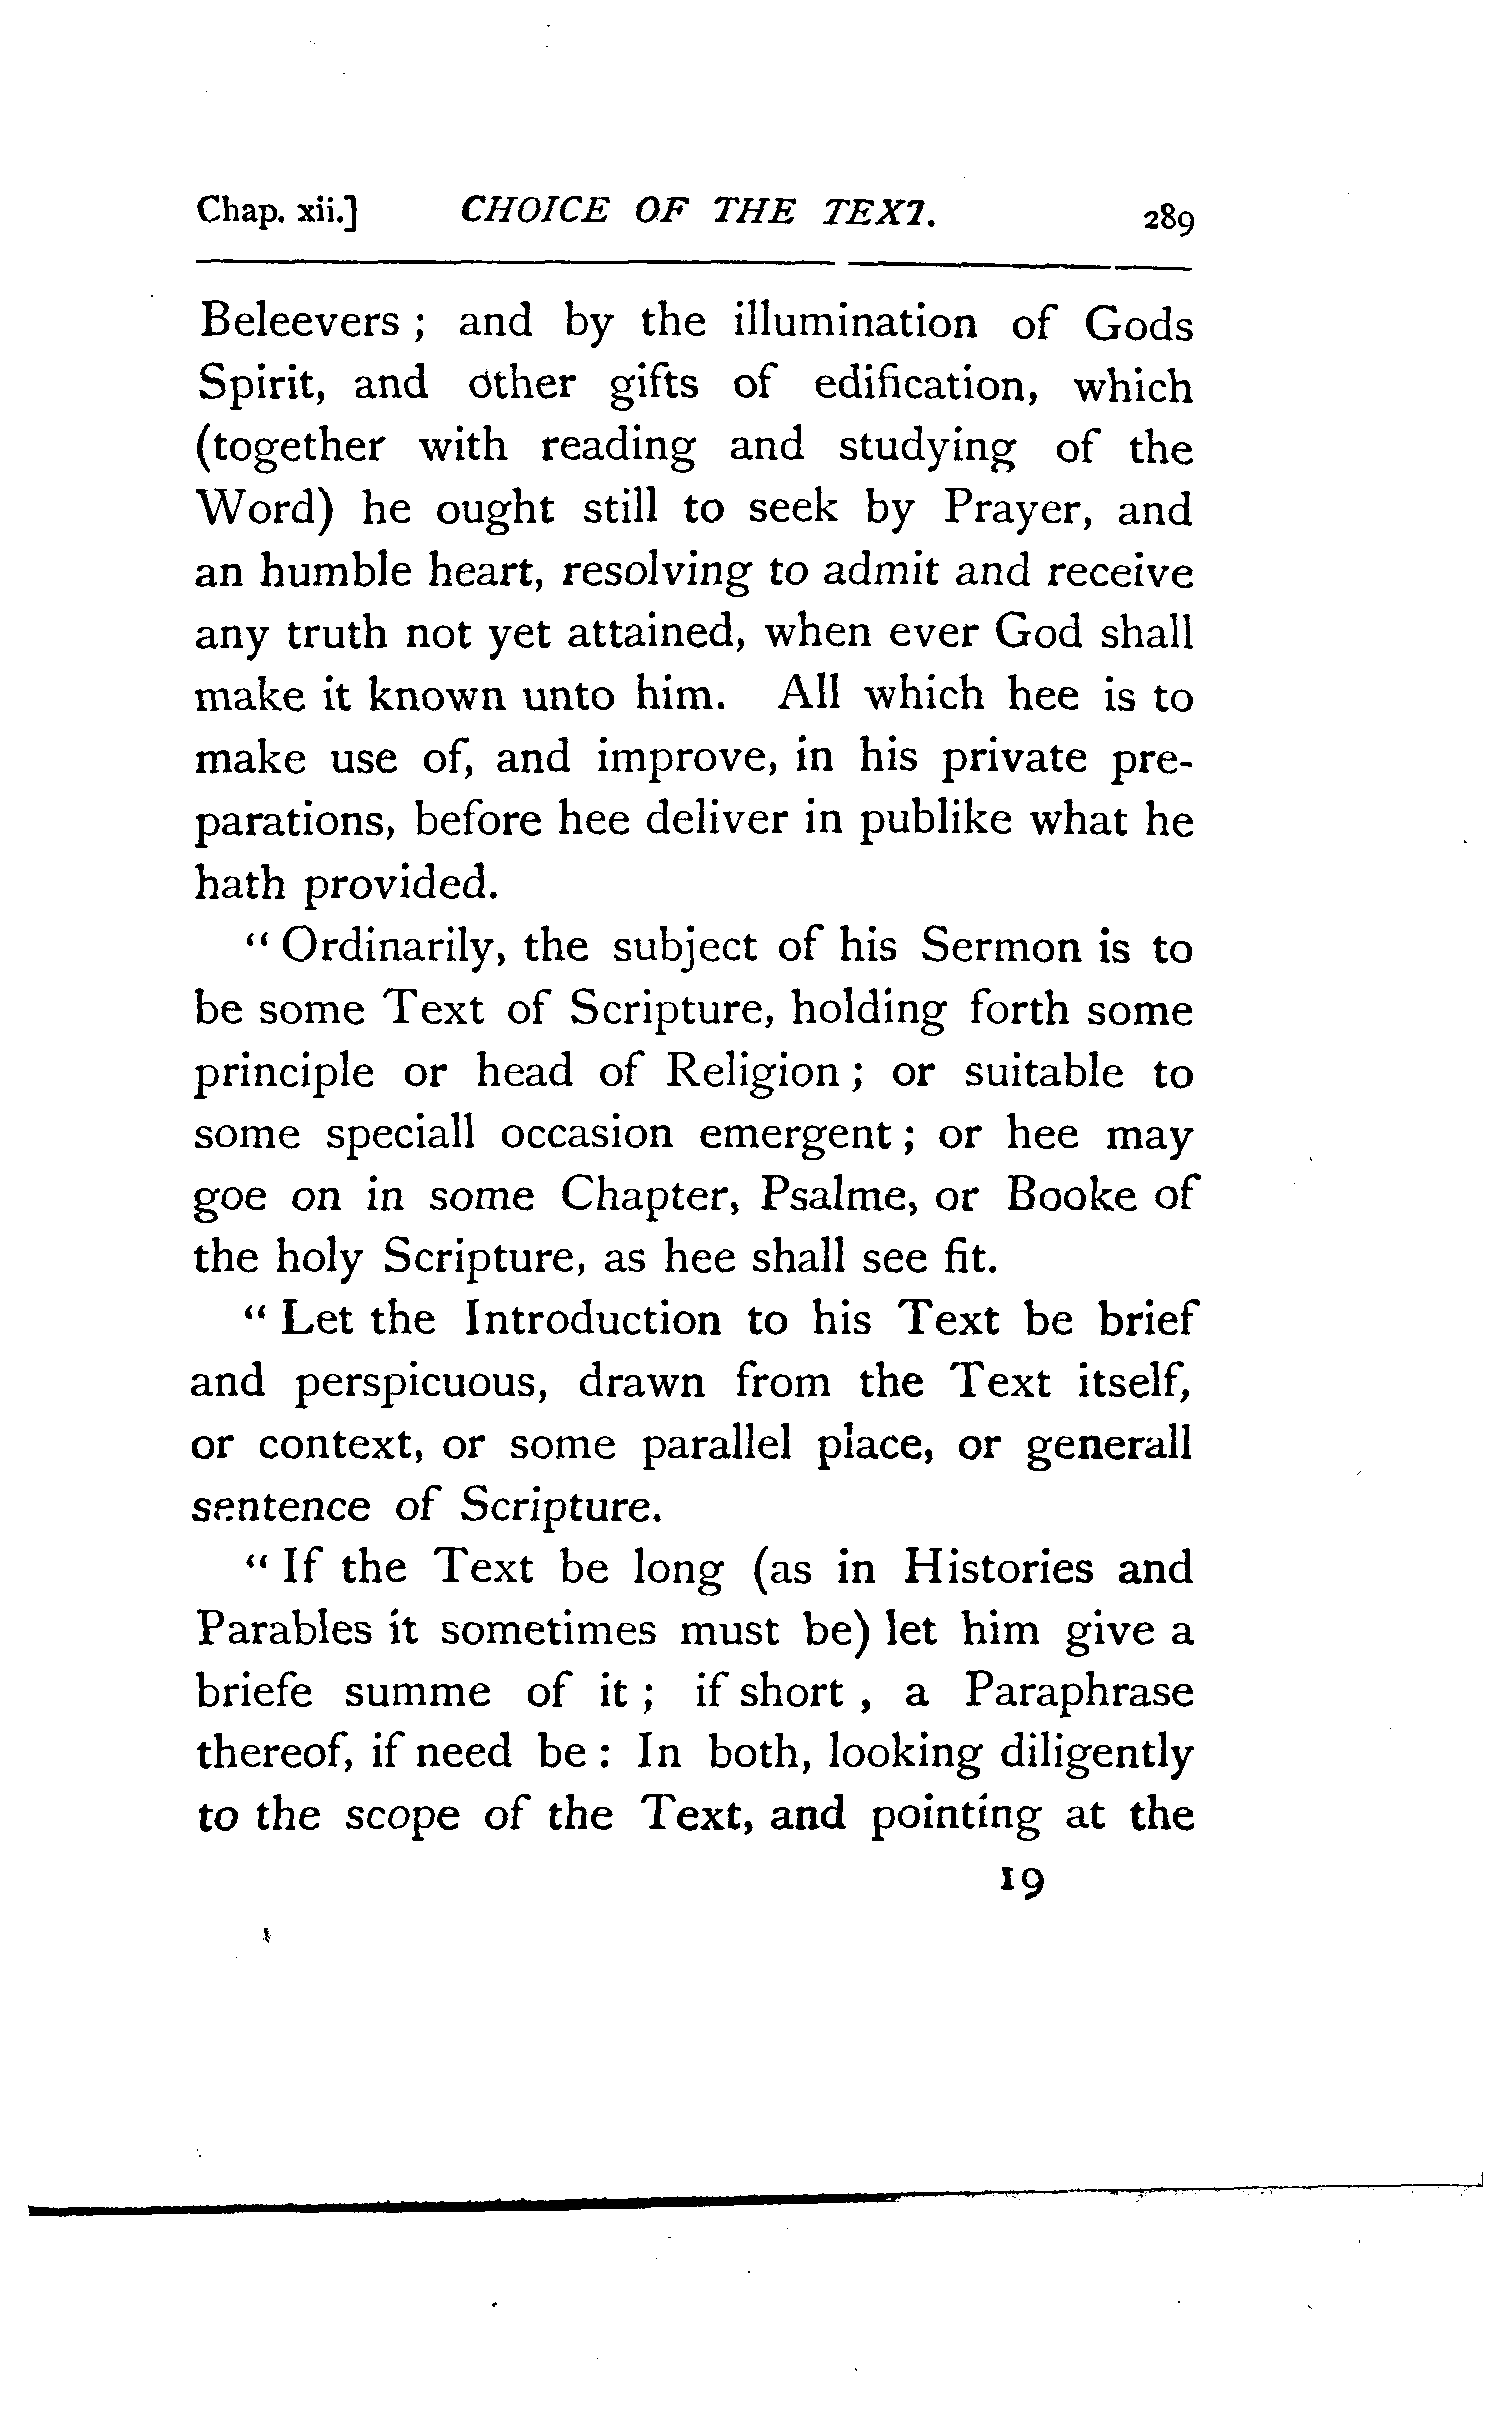 Chap. xii.] CHOICE OF THE TEXT. 289
Beleevers ; and by the illumination of Gods
Spirit, and other gifts of edification, which
(together with reading and studying of the
Word) he ought still to seek by Prayer, and
an humble heart, resolving to admit and receive
any truth not yet attained, when ever God shall
make it known unto him. All which hee is to
make use of, and improve, in his private pre-
parations, before hee deliver in publike what he
hath provided.
“ Ordinarily, the subject of his Sermon is to
be some Text of Scripture, holding forth some
principle or head of Religion ; or suitable to
some speciall occasion emergent ; or hee may
goe on in some Chapter, Psalme, or Booke of
the holy Scripture, as hee shall see fit.
“ Let the Introduction to his Text be brief
and perspicuous, drawn from the Text itself,
or context, or some parallel place, or generall
sentence of Scripture.
“ If the Text be long (as in Histories and
Parables it sometimes must be) let him give a
briefe summe of it ; if short , a Paraphrase
thereof, if need be : In both, looking diligently
to the scope of the Text, and pointing at the
19